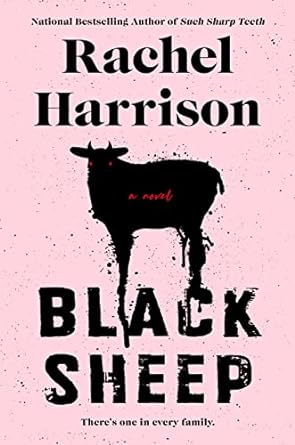 National Bestselling Author of Such Sharp Teeth
Rachel
Harrison
a novel
BLACK
SHEEP
There's one in every family.